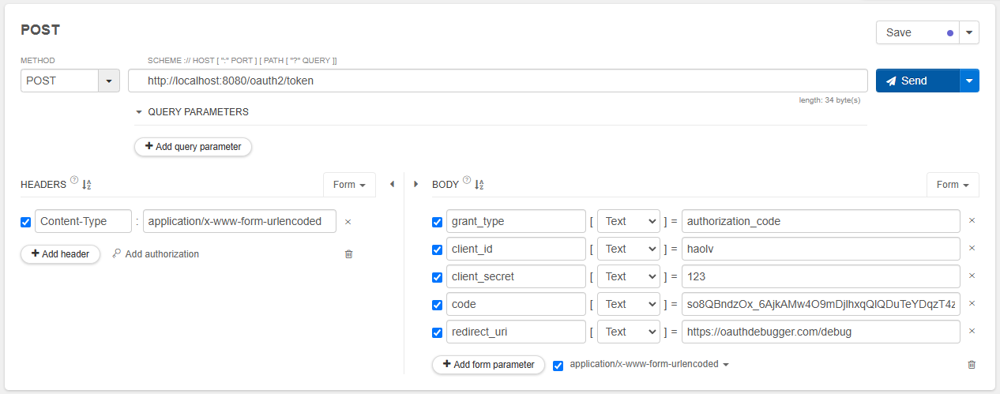 POST
Save
METHOD
SCHEME :// HOST [ ":" PORT ] [ PATH [ "?" QUERY ]]
POST
http://localhost:8080/oauth2/token
Send
length: 34 byte(s)
QUERY PARAMETERS
+ Add query parameter
HEADERS ? A Z
Form
BODY ? A Z
Form
Content-Type : application/x-www-form-urlencoded ×
+ Add header
Add authorization
grant_type [ Text ] = authorization_code ×
client_id [ Text ] = haolv ×
client_secret [ Text ] = 123 ×
code [ Text ] =
redirect_uri [ Text ] = https://oauthdebugger.com/debug ×
+ Add form parameter
application/x-www-form-urlencoded